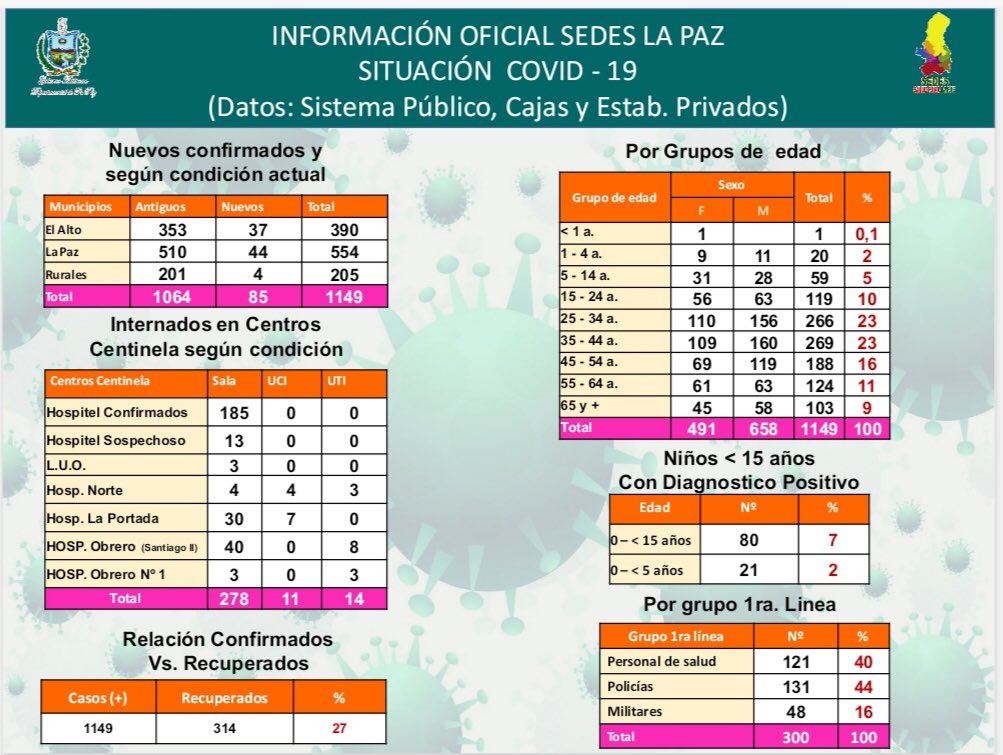 INFORMACIÓN OFICIAL SEDES LA PAZ
SITUACIÓN COVID - 19
(Datos: Sistema Público, Cajas y Estab. Privados)
SEDES
Nuevos confirmados y
según condición actual
Municipios Antiguos Nuevos Total
El Alto 353 37 390
La Paz 510 44 554
Rurales 201 4 205
Total 1064 85 1149
Internados en Centros
Centinela según condición
Centros Centinela Sala UCI UTI
Hospitel Confirmados 185 0 0
Hospitel Sospechoso 13 0 0
L.U.O. 3 0 0
Hosp. Norte 4 4 3
Hosp. La Portada 30 7 0
HOSP. Obrero (Santiago II) 40 0 8
HOSP. Obrero Nº 1 3 0 3
Total 278 11 14
Relación Confirmados
Vs. Recuperados
Casos (+) Recuperados %
1149 314 27
Por Grupos de edad
Grupo de edad Sexo Total %
F M
< 1 a. 1 1 0,1
1 - 4 a. 9 11 20 2
5 - 14 a. 31 28 59 5
15 - 24 a. 56 63 119 10
25 - 34 a. 110 156 266 23
35 - 44 a. 109 160 269 23
45 - 54 a. 69 119 188 16
55 - 64 a. 61 63 124 11
65 y + 45 58 103 9
Total 491 658 1149 100
Niños < 15 años
Con Diagnostico Positivo
Edad Nº %
0 – < 15 años 80 7
0 – < 5 años 21 2
Por grupo 1ra. Linea
Grupo 1ra línea Nº %
Personal de salud 121 40
Policías 131 44
Militares 48 16
Total 300 100